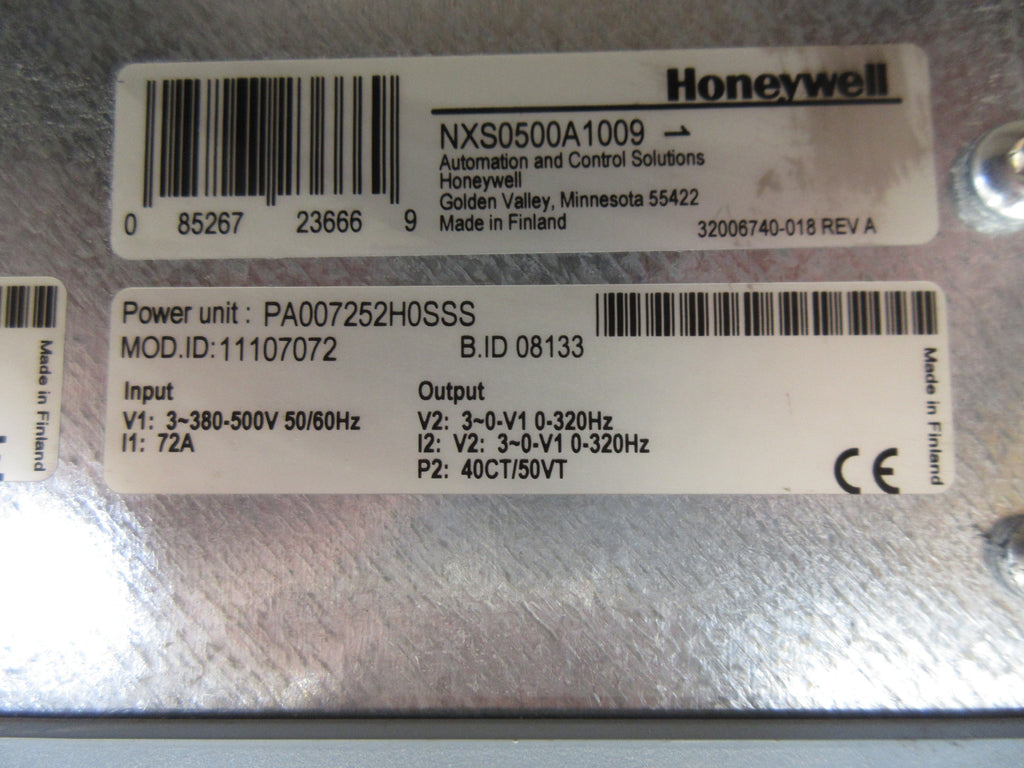 Honeywell
NXS0500A1009 1
Automation and Control Solutions
Honeywell
Golden Valley, Minnesota 55422
Made in Finland
32006740-018 REV A
0 85267 23666 9
Power unit : PA007252H0SSS
MOD.ID:11107072 B.ID 08133
Input
V1: 3~380-500V 50/60Hz
I1: 72A
Output
V2: 3~0-V1 0-320Hz
I2: V2: 3~0-V1 0-320Hz
P2: 40CT/50VT
CE
Made in Finland
Made in Finland